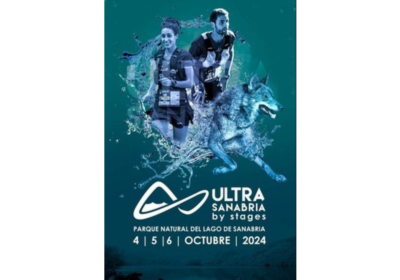 ULTRA
SANABRIA
by stages
PARQUE NATURAL DEL LAGO DE SANABRIA
4 | 5 | 6 | OCTUBRE | 2024